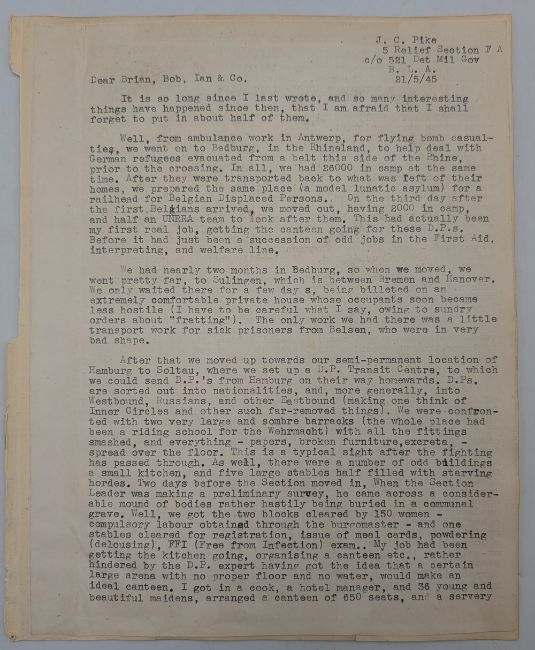 J. C. Pike
5 Relief Section F A
c/o 521 Det Mil Gov
B. L. A.
21/5/45
Dear Brian, Bob, Ian & Co.
It is so long since I last wrote, and so many interesting
things have happened since then, that I am afraid that I shall
forget to put in about half of them.
Well, from ambulance work in Antwerp, for flying bomb casual-
ties, we went on to Bedburg, in the Rhineland, to help deal with
German refugees evacuated from a belt this side of the Rhine,
prior to the crossing. In all, we had 26000 in camp at the same
time. After they were transported back to what was left of their
homes, we prepared the same place (a model lunatic asylum) for a
railhead for Belgian Displaced Persons. On the third day after
the first Belgians arrived, we moved out, having 2000 in camp,
and half an UNRRA team to look after them. This had actually been
my first real job, getting the canteen going for these D.P.s.
Before it had just been a succession of odd jobs in the First Aid,
interpreting, and welfare line.
We had nearly two months in Bedburg, so when we moved, we
went pretty far, to Sulingen, which is between Bremen and Hanover.
We only waited there for a few day s, being billeted on an
extremely comfortable private house whose occupants soon became
less hostile (I have to be careful what I say, owing to sundry
orders about "fratting"). The only work we had there was a little
transport work for sick prisoners from Belsen, who were in very
bad shape.
After that we moved up towards our semi-permanent location of
Hamburg to Soltau, where we set up a D.P. Transit Centre, to which
we could send D.P.'s from Hamburg on their way homewards. D.Ps.
are sorted out into nationalities, and, more generally, into
Westbound, Russians, and other Eastbound (making one think of
Inner Circles and other such far-removed things). We were confron-
ted with two very large and sombre barracks (the whole place had
been a riding school for the Wehrmacht) with all the fittings
smashed, and everything - papers, broken furniture,excreta, -
spread over the floor. This is a typical sight after the fighting
has passed through. As well, there were a number of odd buildings
a small kitchen, and five large stables half filled with starving
hordes. Two days before the Section moved in, When the Section
Leader was making a preliminary survey, he came across a consider-
able mound of bodies rather hastily being buried in a communal
grave. Well, we got the two blocks cleared by 150 women -
compulsory labour obtained through the burgomaster - and one
stables cleared for registration, issue of meal cards, powdering
(delousing), FFI (Free from Infection) exam.. My job had been
getting the kitchen going, organising a canteen etc., rather
hindered by the D.P. expert having got the idea that a certain
large arena with no proper floor and no water, would make an
ideal canteen. I got in a cook, a hotel manager, and 36 young and
beautiful maidens, arranged a canteen of 650 seats, and a servery